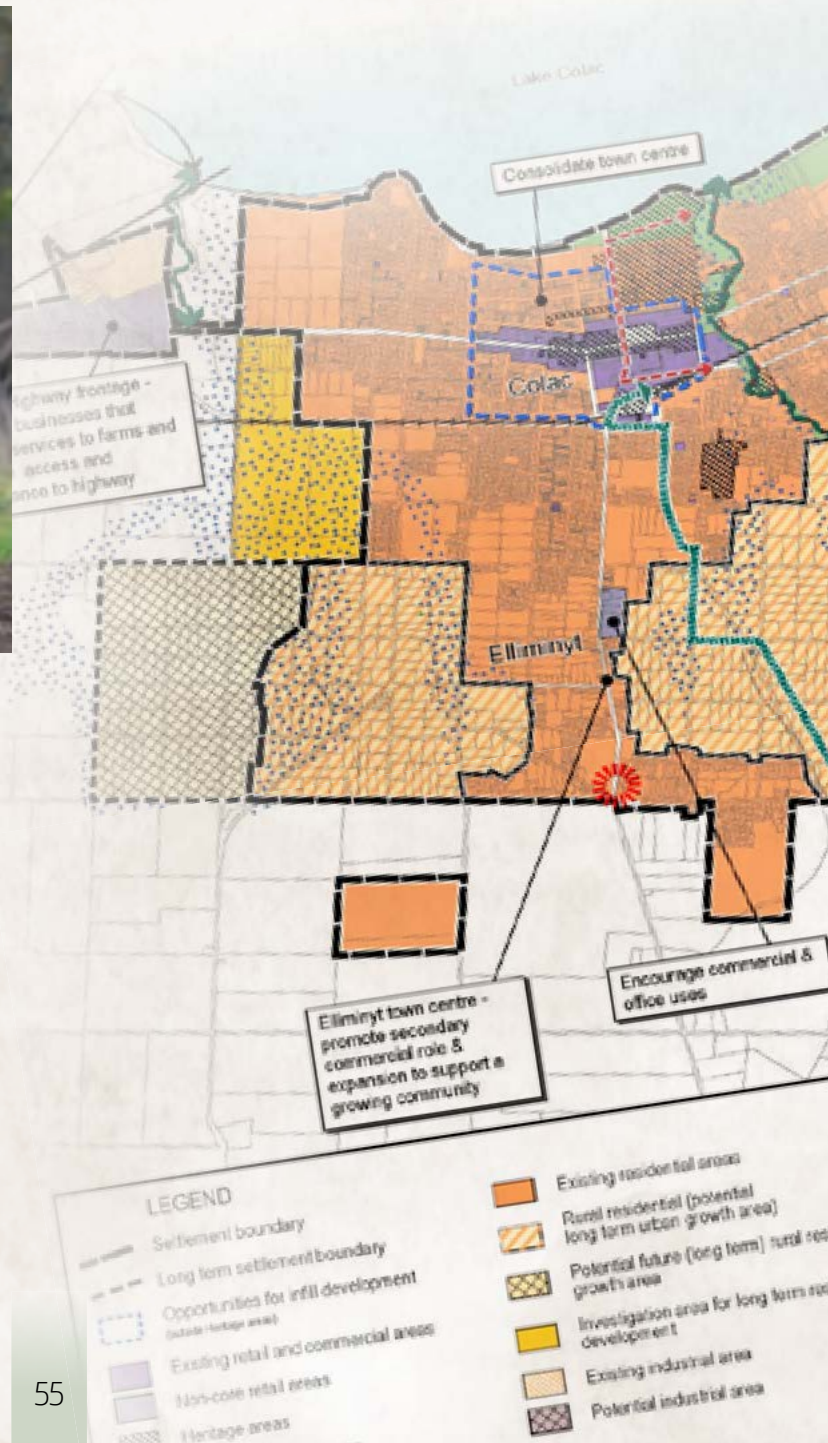 Lake Colac
Consolidate town centre
Colac
highway frontage -
businesses that
services to farms and
access and
to highway
Elliminyt
Encourage commercial &
office uses
Elliminyt town centre -
promote secondary
commercial role &
expansion to support a
growing community
LEGEND
Settlement boundary
Long term settlement boundary
Opportunities for infill development
(outside heritage areas)
Existing retail and commercial areas
Non-core retail areas
Heritage areas
Existing residential areas
Rural residential (potential
long term urban growth area)
Potential future (long term) rural
growth area
Investigation area for long term
development
Existing industrial area
Potential industrial area
55